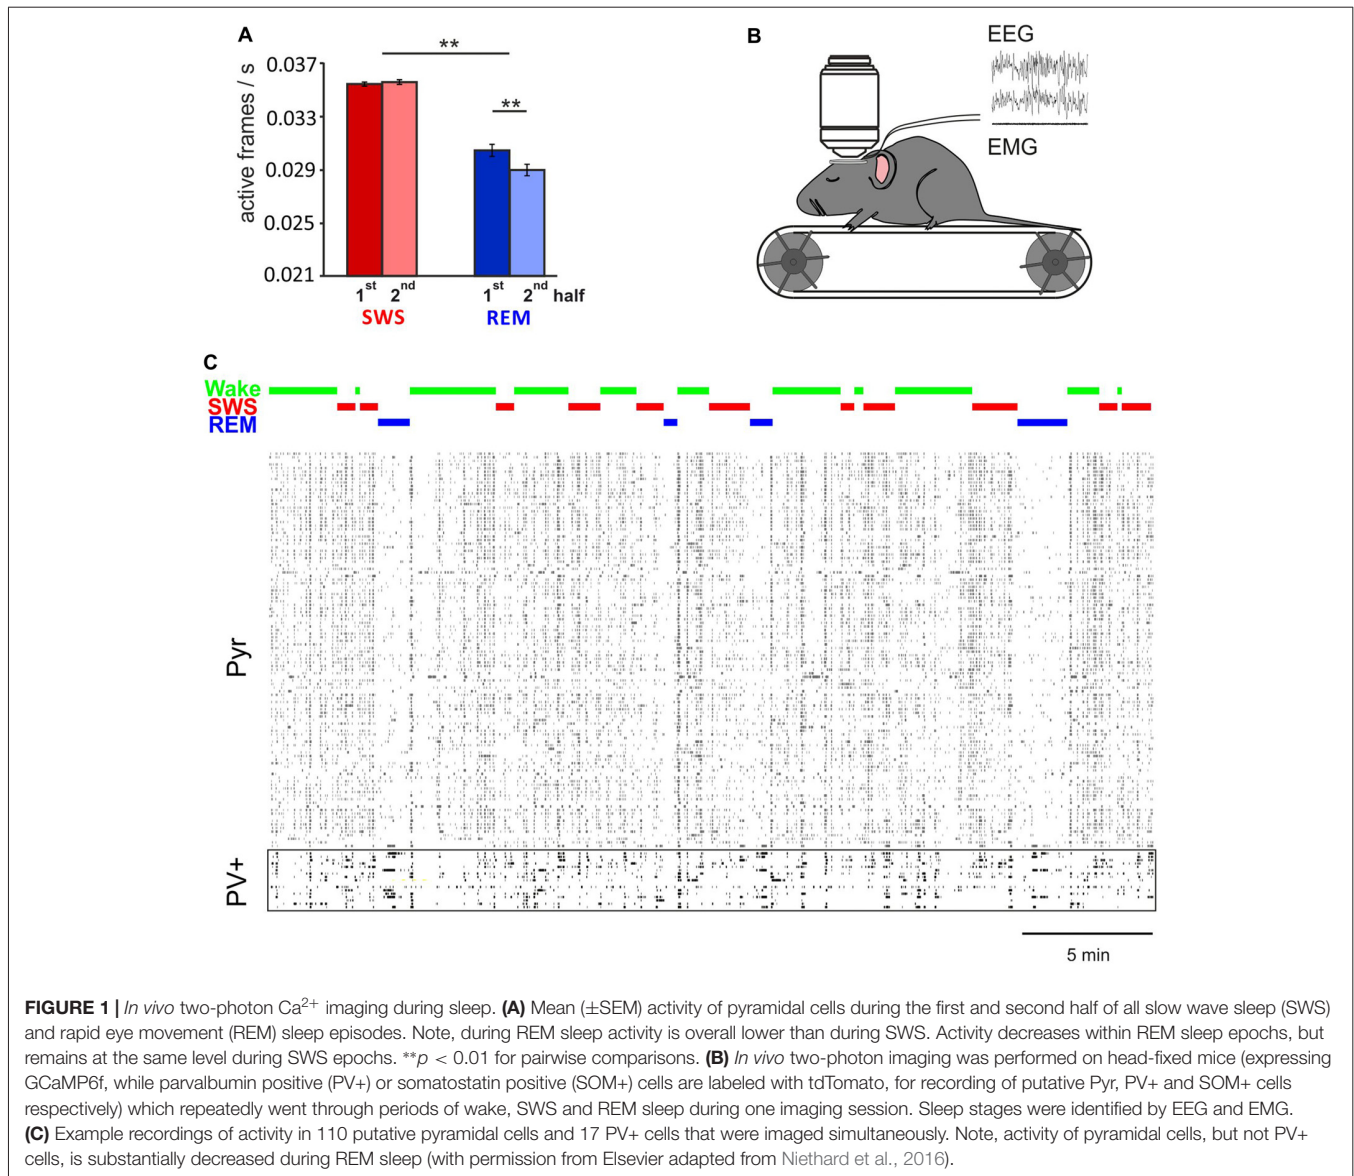 A
**
0.037
0.033
0.029
0.025
0.021
active frames / s
**
1st 2nd 1st 2nd half
SWS REM
B
EEG
EMG
C
Wake
SWS
REM
Pyr
PV+
5 min
FIGURE 1 | In vivo two-photon Ca2+ imaging during sleep. (A) Mean (±SEM) activity of pyramidal cells during the first and second half of all slow wave sleep (SWS)
and rapid eye movement (REM) sleep episodes. Note, during REM sleep activity is overall lower than during SWS. Activity decreases within REM sleep epochs, but
remains at the same level during SWS epochs. **p < 0.01 for pairwise comparisons. (B) In vivo two-photon imaging was performed on head-fixed mice (expressing
GCaMP6f, while parvalbumin positive (PV+) or somatostatin positive (SOM+) cells are labeled with tdTomato, for recording of putative Pyr, PV+ and SOM+ cells
respectively) which repeatedly went through periods of wake, SWS and REM sleep during one imaging session. Sleep stages were identified by EEG and EMG.
(C) Example recordings of activity in 110 putative pyramidal cells and 17 PV+ cells that were imaged simultaneously. Note, activity of pyramidal cells, but not PV+
cells, is substantially decreased during REM sleep (with permission from Elsevier adapted from Niethard et al., 2016).